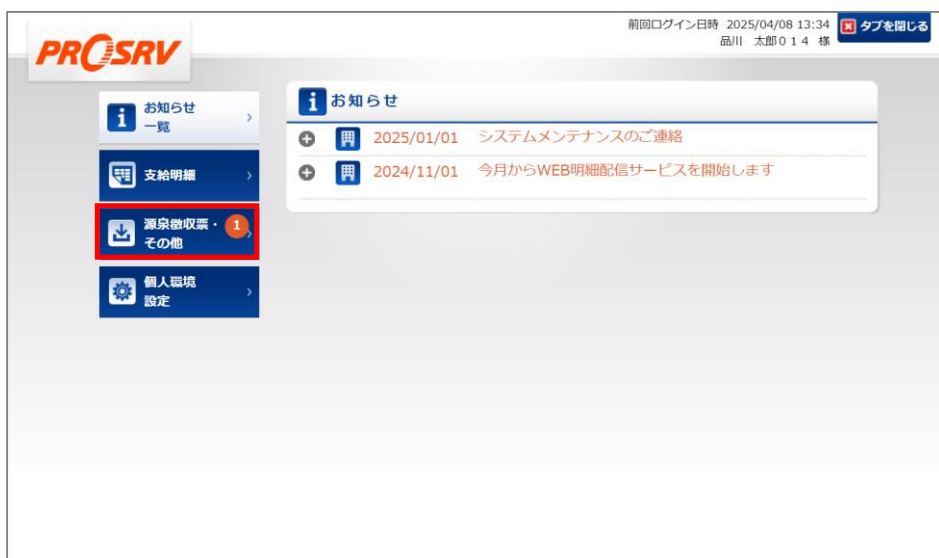 前回ログイン日時 2025/04/08 13:34
タブを閉じる
品川 太郎014 様
PROSRV
お知らせ
一覧
支給明細
源泉徴収票・
その他
1
個人環境
設定
お知らせ
2025/01/01 システムメンテナンスのご連絡
2024/11/01 今月からWEB明細配信サービスを開始します